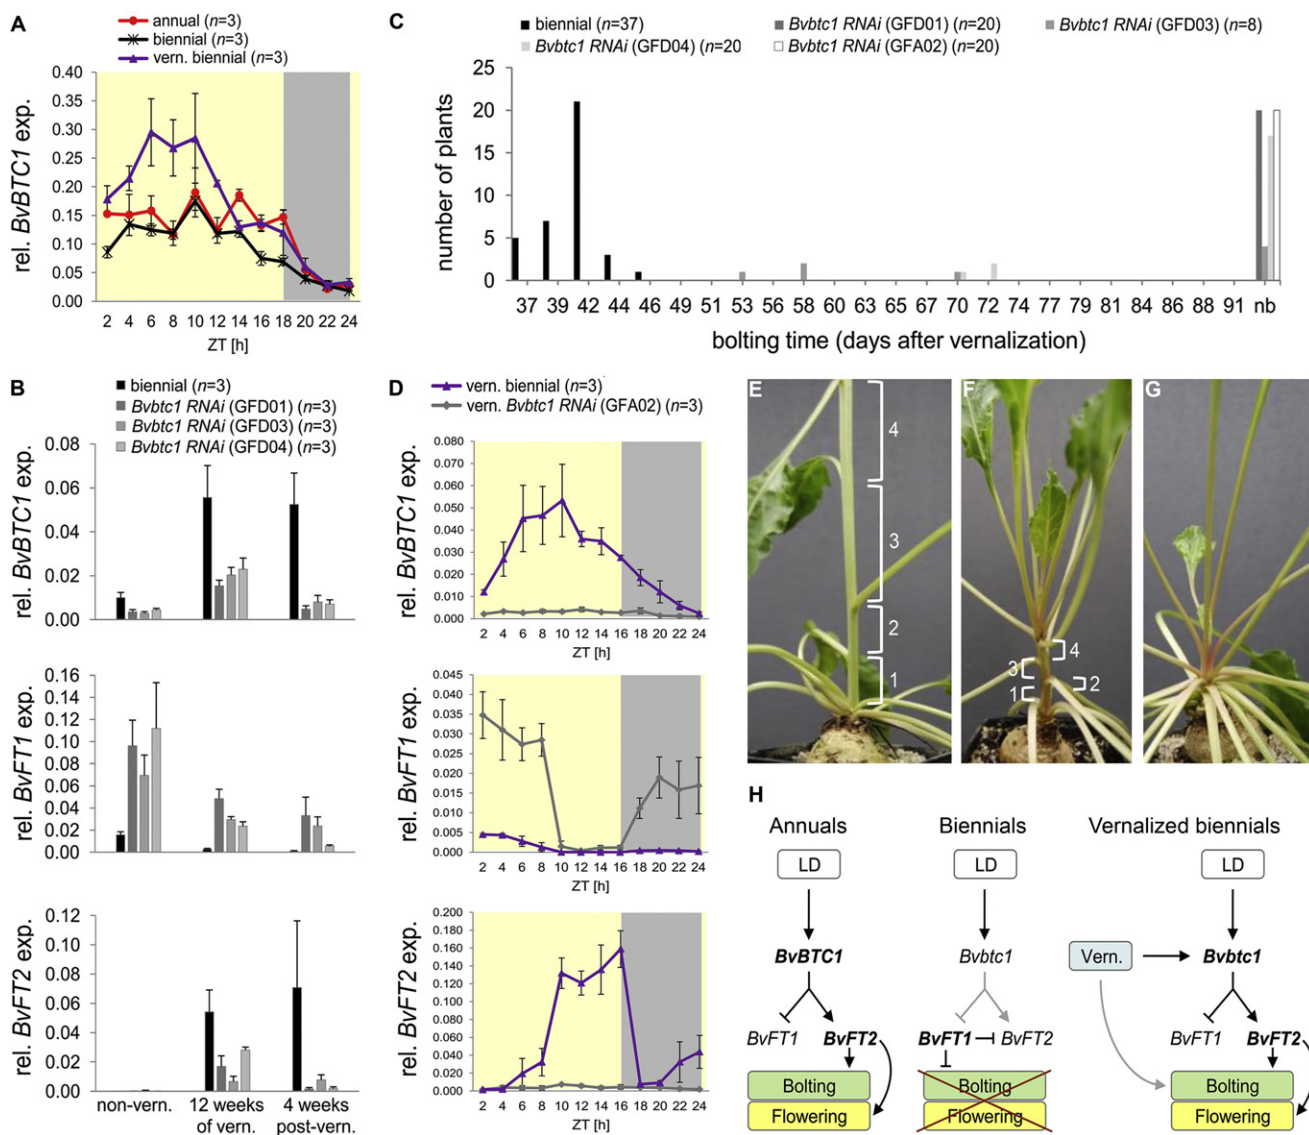 A
annual (n=3)
biennial (n=3)
vern. biennial (n=3)
rel. BvBTC1 exp.
0.40
0.35
0.30
0.25
0.20
0.15
0.10
0.05
0.00
2 4 6 8 10 12 14 16 18 20 22 24
ZT [h]
C
biennial (n=37)
Bvbtc1 RNAi (GFD01) (n=20)
Bvbtc1 RNAi (GFD03) (n=8)
Bvbtc1 RNAi (GFD04) (n=20
Bvbtc1 RNAi (GFA02) (n=20)
number of plants
25
20
15
10
5
0
37 39 42 44 46 49 51 53 56 58 60 63 65 67 70 72 74 77 79 81 84 86 88 91 nb
bolting time (days after vernalization)
B
biennial (n=3)
Bvbtc1 RNAi (GFD01) (n=3)
Bvbtc1 RNAi (GFD03) (n=3)
Bvbtc1 RNAi (GFD04) (n=3)
rel. BvBTC1 exp.
0.08
0.06
0.04
0.02
0.00
rel. BvFT1 exp.
0.16
0.14
0.12
0.10
0.08
0.06
0.04
0.02
0.00
rel. BvFT2 exp.
0.12
0.10
0.08
0.06
0.04
0.02
0.00
non-vern.
12 weeks
of vern.
4 weeks
post-vern.
D
vern. biennial (n=3)
vern. Bvbtc1 RNAi (GFA02) (n=3)
rel. BvBTC1 exp.
0.080
0.070
0.060
0.050
0.040
0.030
0.020
0.010
0.000
2 4 6 8 10 12 14 16 18 20 22 24
ZT [h]
rel. BvFT1 exp.
0.045
0.040
0.035
0.030
0.025
0.020
0.015
0.010
0.005
0.000
2 4 6 8 10 12 14 16 18 20 22 24
ZT [h]
rel. BvFT2 exp.
0.200
0.180
0.160
0.140
0.120
0.100
0.080
0.060
0.040
0.020
0.000
2 4 6 8 10 12 14 16 18 20 22 24
ZT [h]
E
4
3
2
1
F
4
3
2
1
G
H
Annuals
LD
BvBTC1
BvFT1
BvFT2
Bolting
Flowering
Biennials
LD
Bvbtc1
BvFT1
BvFT2
Bolting
Flowering
Vernalized biennials
LD
Vern.
Bvbtc1
BvFT1
BvFT2
Bolting
Flowering